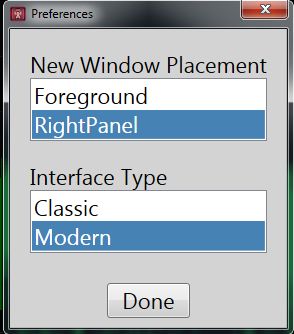 Preferences
New Window Placement
Foreground
RightPanel
Interface Type
Classic
Modern
Done